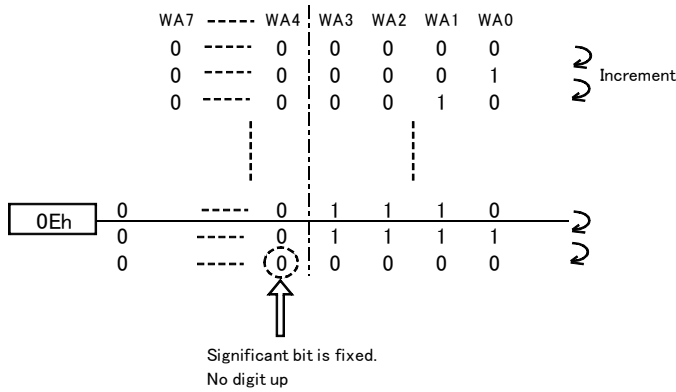 WA7 ----- WA4 WA3 WA2 WA1 WA0
0 ----- 0 0 0 0 0
0 ----- 0 0 0 0 1
Increment
0 ----- 0 0 0 1 0
0 ----- 0 1 1 1 0
0Eh
0 ----- 0 1 1 1 1
0 ----- 0 0 0 0 0
Significant bit is fixed.
No digit up